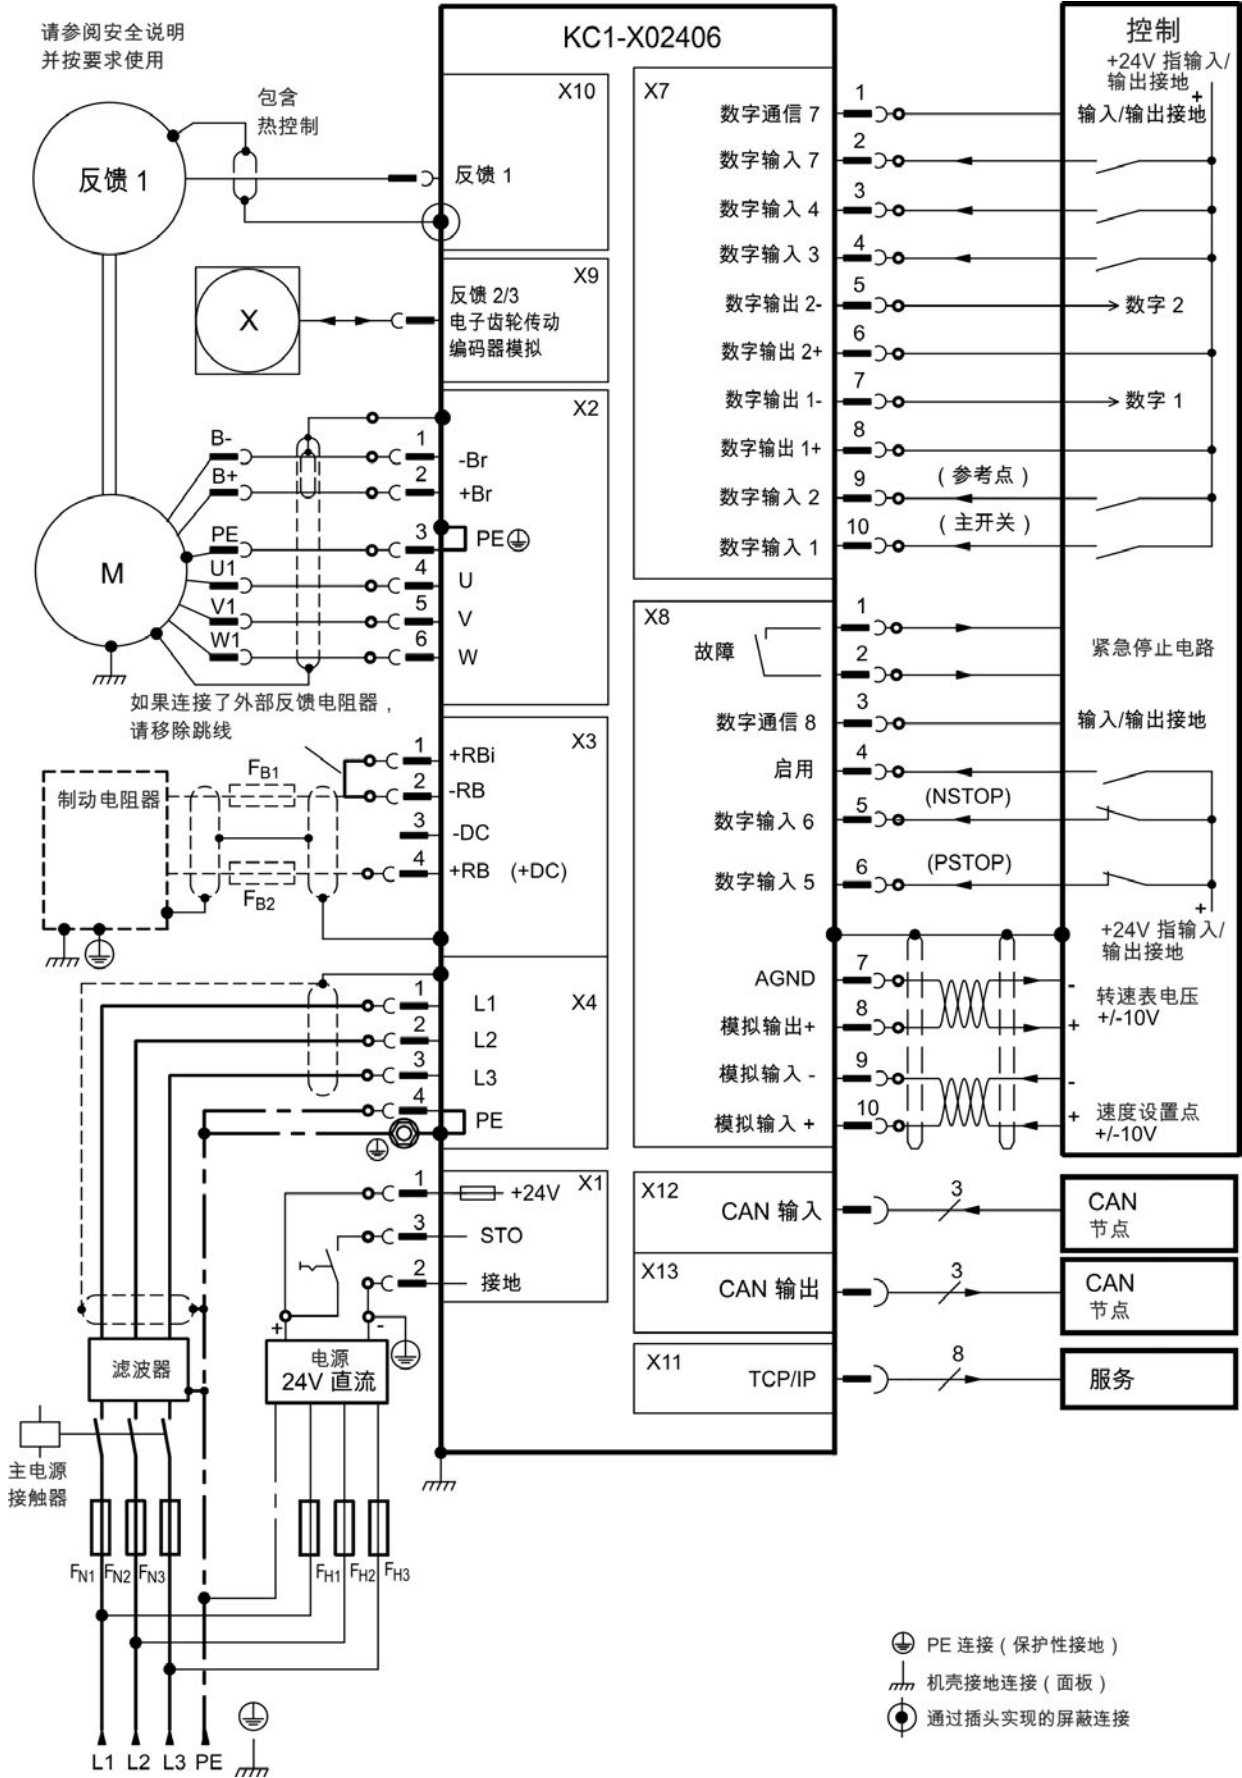 请参阅安全说明
并按要求使用
KC1-X02406
控制
+24V 指输入/
输出接地
+
输入/输出接地
包含
热控制
反馈 1
X10
反馈 1
X
X9
反馈 2/3
电子齿轮传动
编码器模拟
X2
B-
1
-Br
B+
2
+Br
PE
3
PE
U1
4
U
V1
5
V
W1
6
W
M
如果连接了外部反馈电阻器，
请移除跳线
X3
1
+RBi
2
-RB
3
-DC
4
+RB (+DC)
制动电阻器
FB1
FB2
X4
1
L1
2
L2
3
L3
4
PE
X1
1
+24V
3
STO
2
接地
+
-
滤波器
电源
24V 直流
主电源
接触器
FN1
FN2
FN3
FH1
FH2
FH3
L1
L2
L3
PE
X7
数字通信 7
1
数字输入 7
2
数字输入 4
3
数字输入 3
4
数字输出 2-
5
数字 2
数字输出 2+
6
数字输出 1-
7
数字 1
数字输出 1+
8
数字输入 2
9
（参考点）
数字输入 1
10
（主开关）
X8
故障
1
2
紧急停止电路
数字通信 8
3
输入/输出接地
启用
4
数字输入 6
5
(NSTOP)
数字输入 5
6
(PSTOP)
+
+24V 指输入/
输出接地
AGND
7
-
模拟输出+
8
+
转速表电压
+/-10V
模拟输入 -
9
-
模拟输入 +
10
+
速度设置点
+/-10V
X12
CAN 输入
3
CAN
节点
X13
CAN 输出
3
CAN
节点
X11
TCP/IP
8
服务
PE 连接（保护性接地）
机壳接地连接（面板）
通过插头实现的屏蔽连接